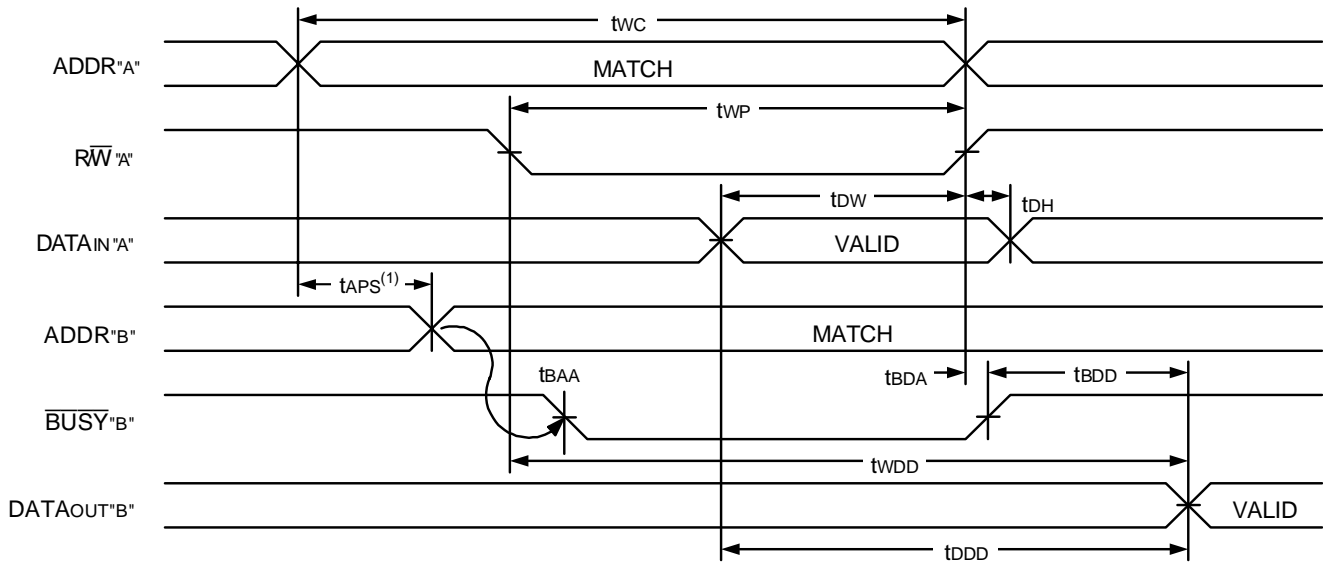 tWC
ADDR"A"
MATCH
tWP
RW"A"
tDW
tDH
DATAIN"A"
VALID
tAPS(1)
ADDR"B"
MATCH
tBAA
tBDA
tBDD
BUSY"B"
tWDD
DATAOUT"B"
VALID
tDDD